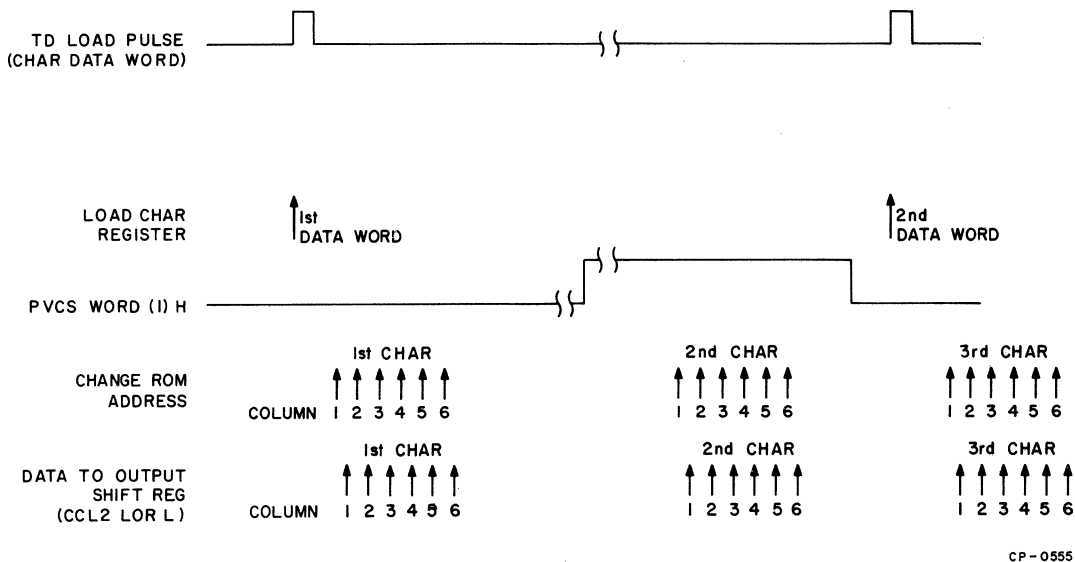 TD LOAD PULSE
(CHAR DATA WORD)
LOAD CHAR
REGISTER
1st
DATA WORD
2nd
DATA WORD
PVCS WORD (1) H
CHANGE ROM
ADDRESS
1st CHAR
2nd CHAR
3rd CHAR
COLUMN 1 2 3 4 5 6
1 2 3 4 5 6
1 2 3 4 5 6
DATA TO OUTPUT
SHIFT REG
(CCL2 LOR L)
1st CHAR
2nd CHAR
3rd CHAR
COLUMN 1 2 3 4 5 6
1 2 3 4 5 6
1 2 3 4 5 6
CP-0555